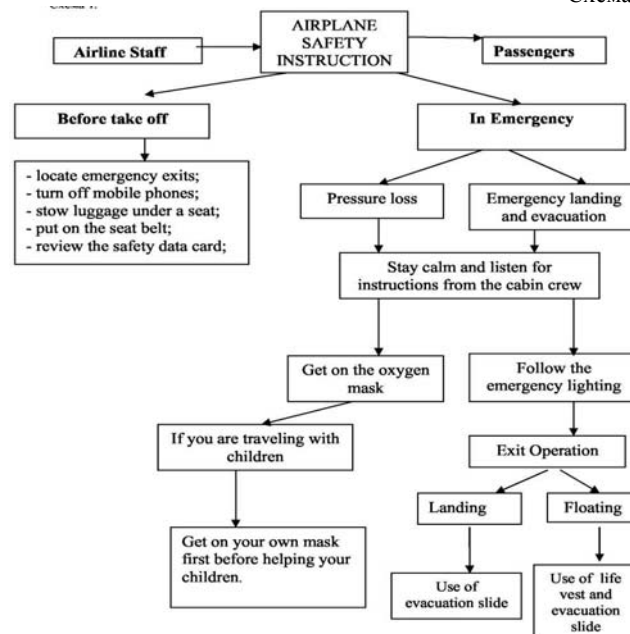 Схема 1.
Схема
AIRPLANE
SAFETY
INSTRUCTION
Airline Staff
Passengers
Before take off
In Emergency
- locate emergency exits;
- turn off mobile phones;
- stow luggage under a seat;
- put on the seat belt;
- review the safety data card;
Pressure loss
Emergency landing
and evacuation
Stay calm and listen for
instructions from the cabin crew
Get on the oxygen
mask
Follow the
emergency lighting
If you are traveling with
children
Exit Operation
Landing
Floating
Get on your own mask
first before helping your
children.
Use of
evacuation slide
Use of life
vest and
evacuation
slide